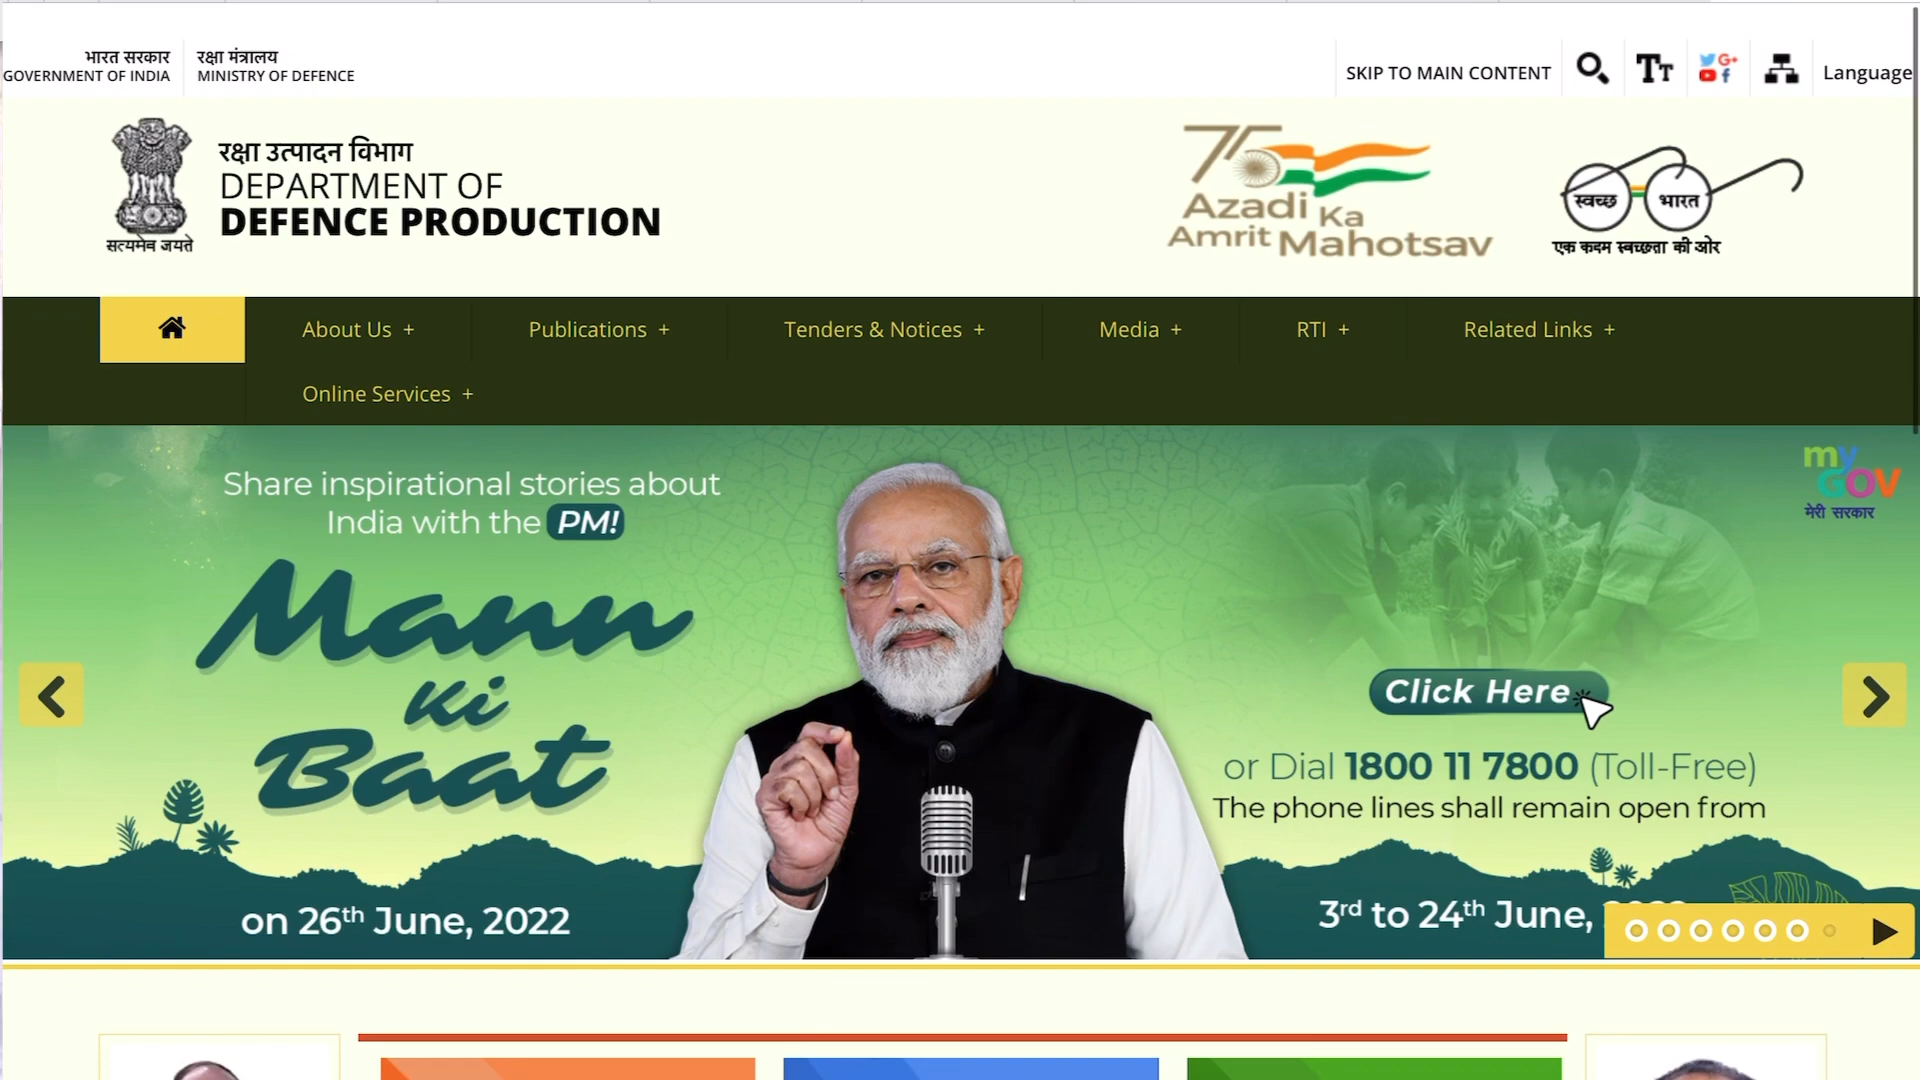 भारत सरकार
GOVERNMENT OF INDIA
रक्षा मंत्रालय
MINISTRY OF DEFENCE
SKIP TO MAIN CONTENT
Language
रक्षा उत्पादन विभाग
DEPARTMENT OF
DEFENCE PRODUCTION
सत्यमेव जयते
75
Azadi Ka
Amrit Mahotsav
स्वच्छ भारत
एक कदम स्वच्छता की ओर
About Us +
Publications +
Tenders & Notices +
Media +
RTI +
Related Links +
Online Services +
Share inspirational stories about
India with the PM!
Mann
Ki
Baat
on 26th June, 2022
my
GOV
मेरी सरकार
Click Here
or Dial 1800 11 7800 (Toll-Free)
The phone lines shall remain open from
3rd to 24th June,